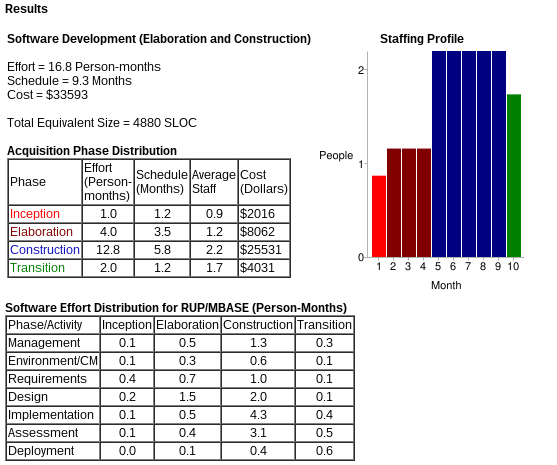 Results
Software Development (Elaboration and Construction)
Effort = 16.8 Person-months
Schedule = 9.3 Months
Cost = $33593
Total Equivalent Size = 4880 SLOC
Acquisition Phase Distribution
Phase Effort (Person-months) Schedule (Months) Average Staff Cost (Dollars)
Inception 1.0 1.2 0.9 $2016
Elaboration 4.0 3.5 1.2 $8062
Construction 12.8 5.8 2.2 $25531
Transition 2.0 1.2 1.7 $4031
Staffing Profile
2
People 1
0
1 2 3 4 5 6 7 8 9 10
Month
Software Effort Distribution for RUP/MBASE (Person-Months)
Phase/Activity Inception Elaboration Construction Transition
Management 0.1 0.5 1.3 0.3
Environment/CM 0.1 0.3 0.6 0.1
Requirements 0.4 0.7 1.0 0.1
Design 0.2 1.5 2.0 0.1
Implementation 0.1 0.5 4.3 0.4
Assessment 0.1 0.4 3.1 0.5
Deployment 0.0 0.1 0.4 0.6